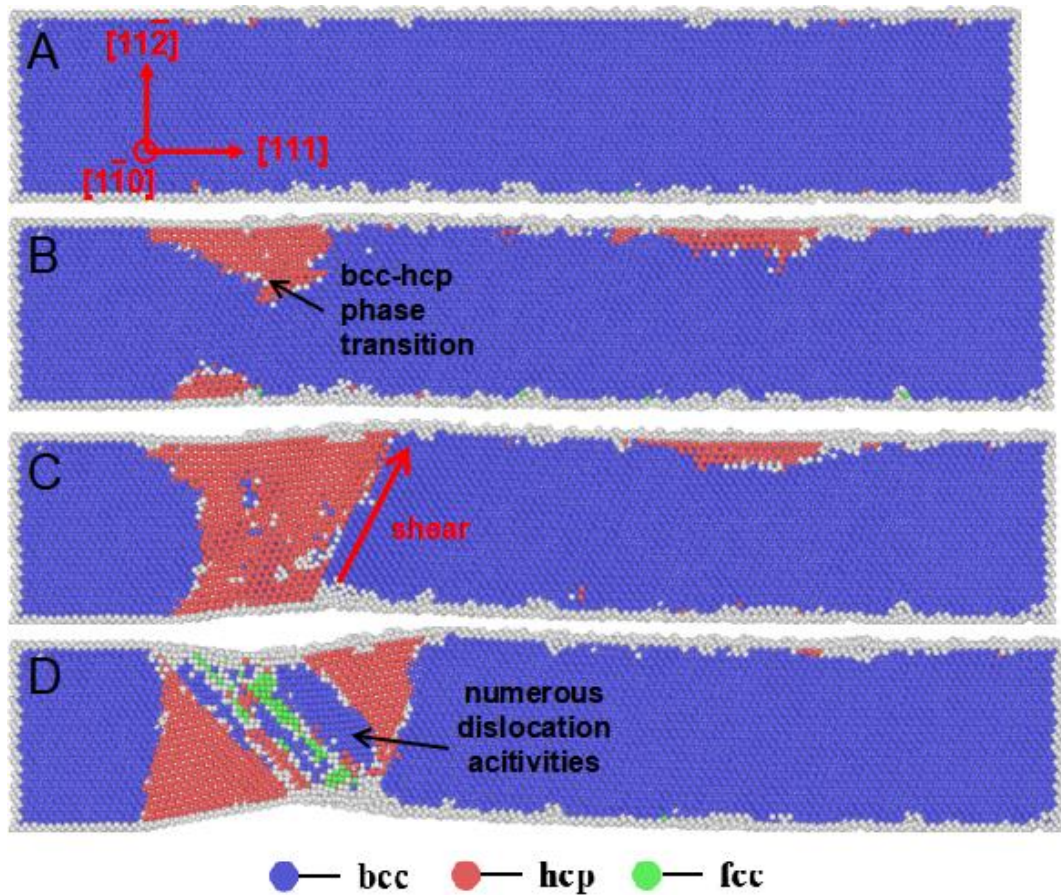 A
[112̄]
[111]
[11̄0]
B
bcc-hcp
phase
transition
C
shear
D
numerous
dislocation
acitivities
bcc
hcp
fcc